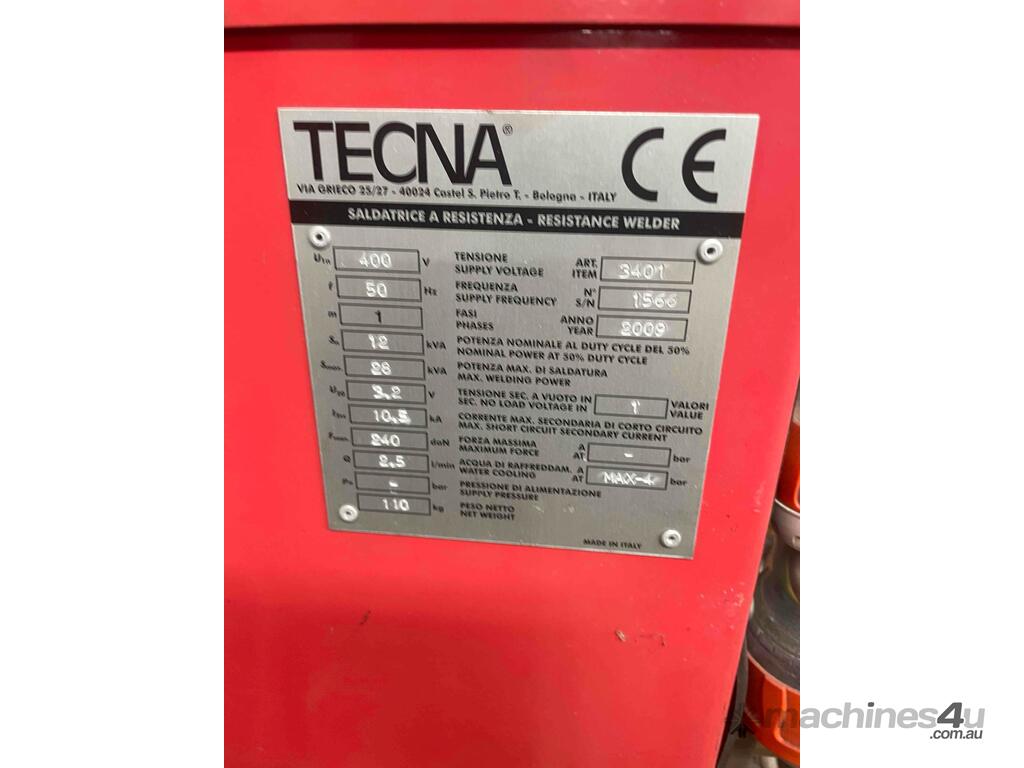 TECNA® CE
VIA GRIECO 25/27 - 40024 Castel S. Pietro T. - Bologna - ITALY
SALDATRICE A RESISTENZA - RESISTANCE WELDER
U1n 400 V TENSIONE SUPPLY VOLTAGE ART. ITEM 3401
f 50 Hz FREQUENZA SUPPLY FREQUENCY N° S/N 1566
m 1 FASI PHASES ANNO YEAR 2009
Sn 12 kVA POTENZA NOMINALE AL DUTY CYCLE DEL 50% NOMINAL POWER AT 50% DUTY CYCLE
Smax 28 kVA POTENZA MAX. DI SALDATURA MAX. WELDING POWER
U20 3.2 V TENSIONE SEC. A VUOTO IN SEC. NO LOAD VOLTAGE IN 1 VALORI VALUE
10.5 kA CORRENTE MAX. SECONDARIA DI CORTO CIRCUITO MAX. SHORT CIRCUIT SECONDARY CURRENT
Fmax 240 daN FORZA MASSIMA MAXIMUM FORCE A AT - bar
Q 2.5 l/min ACQUA DI RAFFREDDAM. WATER COOLING A AT MAX-4 bar
- bar PRESSIONE DI ALIMENTAZIONE SUPPLY PRESSURE
110 kg PESO NETTO NET WEIGHT
MADE IN ITALY
machines4u
.com.au